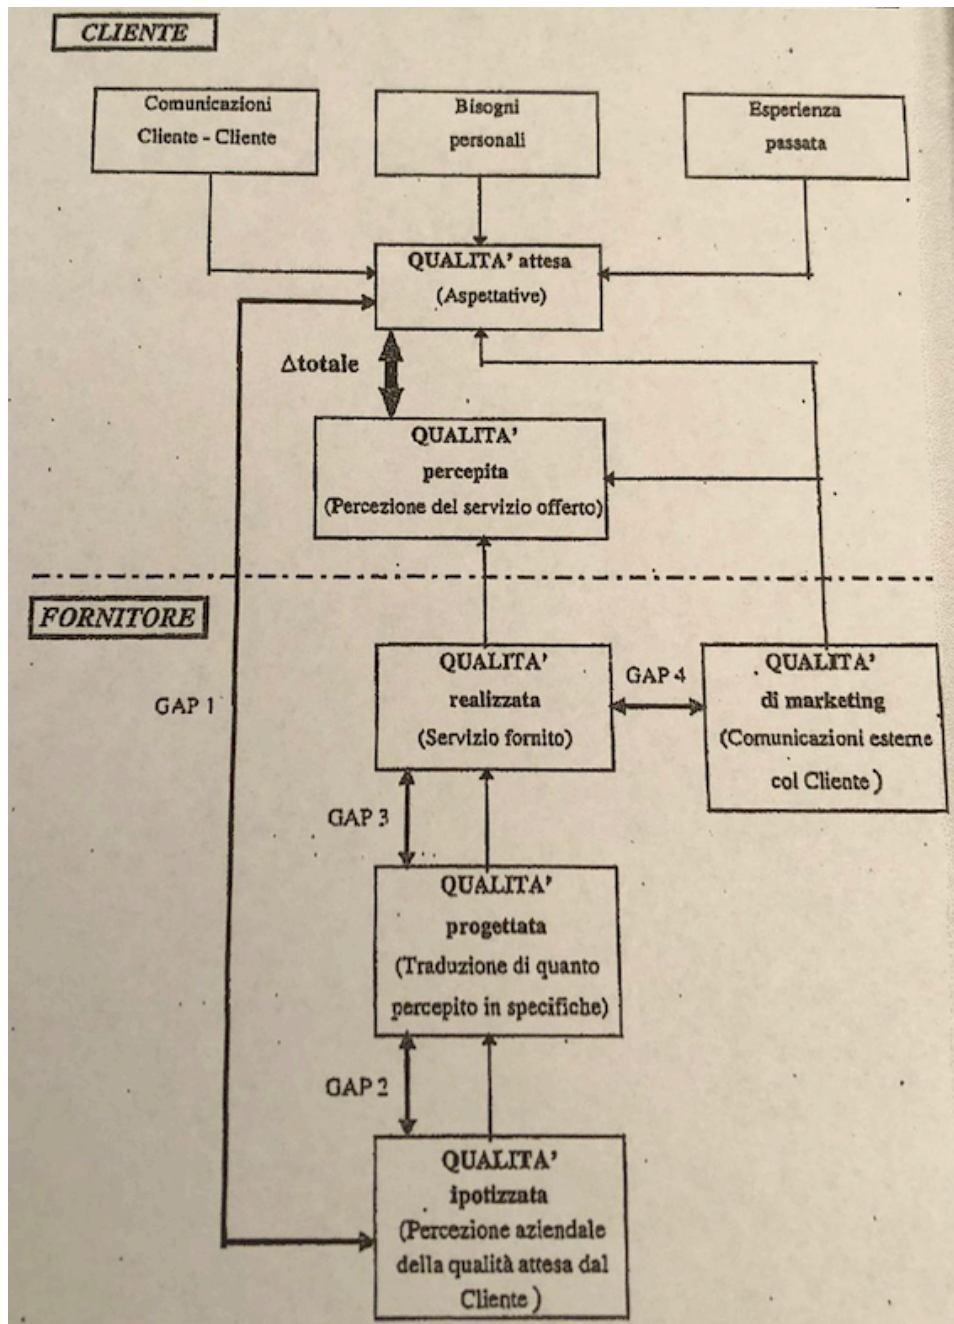 CLIENTE
Comunicazioni
Cliente - Cliente
Bisogni
personali
Esperienza
passata
QUALITA' attesa
(Aspettative)
Δtotale
QUALITA'
percepita
(Percezione del servizio offerto)
FORNITORE
GAP 1
QUALITA'
realizzata
(Servizio fornito)
GAP 4
QUALITA'
di marketing
(Comunicazioni esterne
col Cliente)
GAP 3
QUALITA'
progettata
(Traduzione di quanto
percepito in specifiche)
GAP 2
QUALITA'
ipotizzata
(Percezione aziendale
della qualità attesa dal
Cliente)